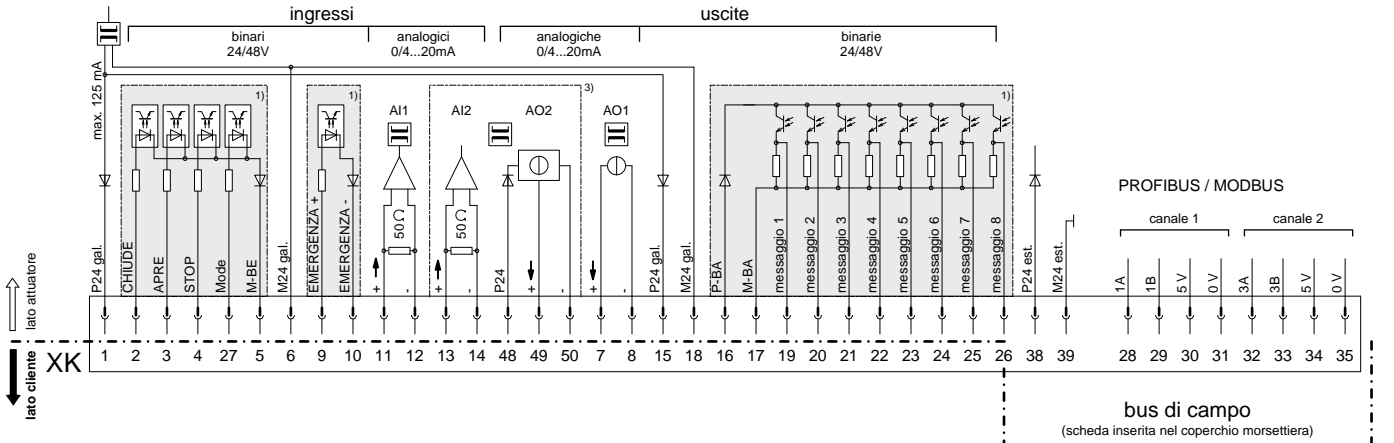 ingressi
uscite
binari
24/48V
analogici
0/4...20mA
analogiche
0/4...20mA
binarie
24/48V
max. 125 mA
1)
1)
3)
1)
AI1
AI2
AO2
AO1
50Ω
50Ω
PROFIBUS / MODBUS
canale 1
canale 2
P24 gal.
CHIUDE
APRE
STOP
Mode
M-BE
M24 gal.
EMERGENZA +
EMERGENZA -
+
-
+
-
P24
+
-
+
-
P24 gal.
M24 gal.
P-BA
M-BA
messaggio 1
messaggio 2
messaggio 3
messaggio 4
messaggio 5
messaggio 6
messaggio 7
messaggio 8
P24 est.
M24 est.
1A
1B
5 V
0 V
3A
3B
5 V
0 V
lato attuatore
lato cliente
XK
1 2 3 4 27 5 6 9 10 11 12 13 14 48 49 50 7 8 15 18 16 17 19 20 21 22 23 24 25 26 38 39 28 29 30 31 32 33 34 35
bus di campo
(scheda inserita nel coperchio morsettiera)